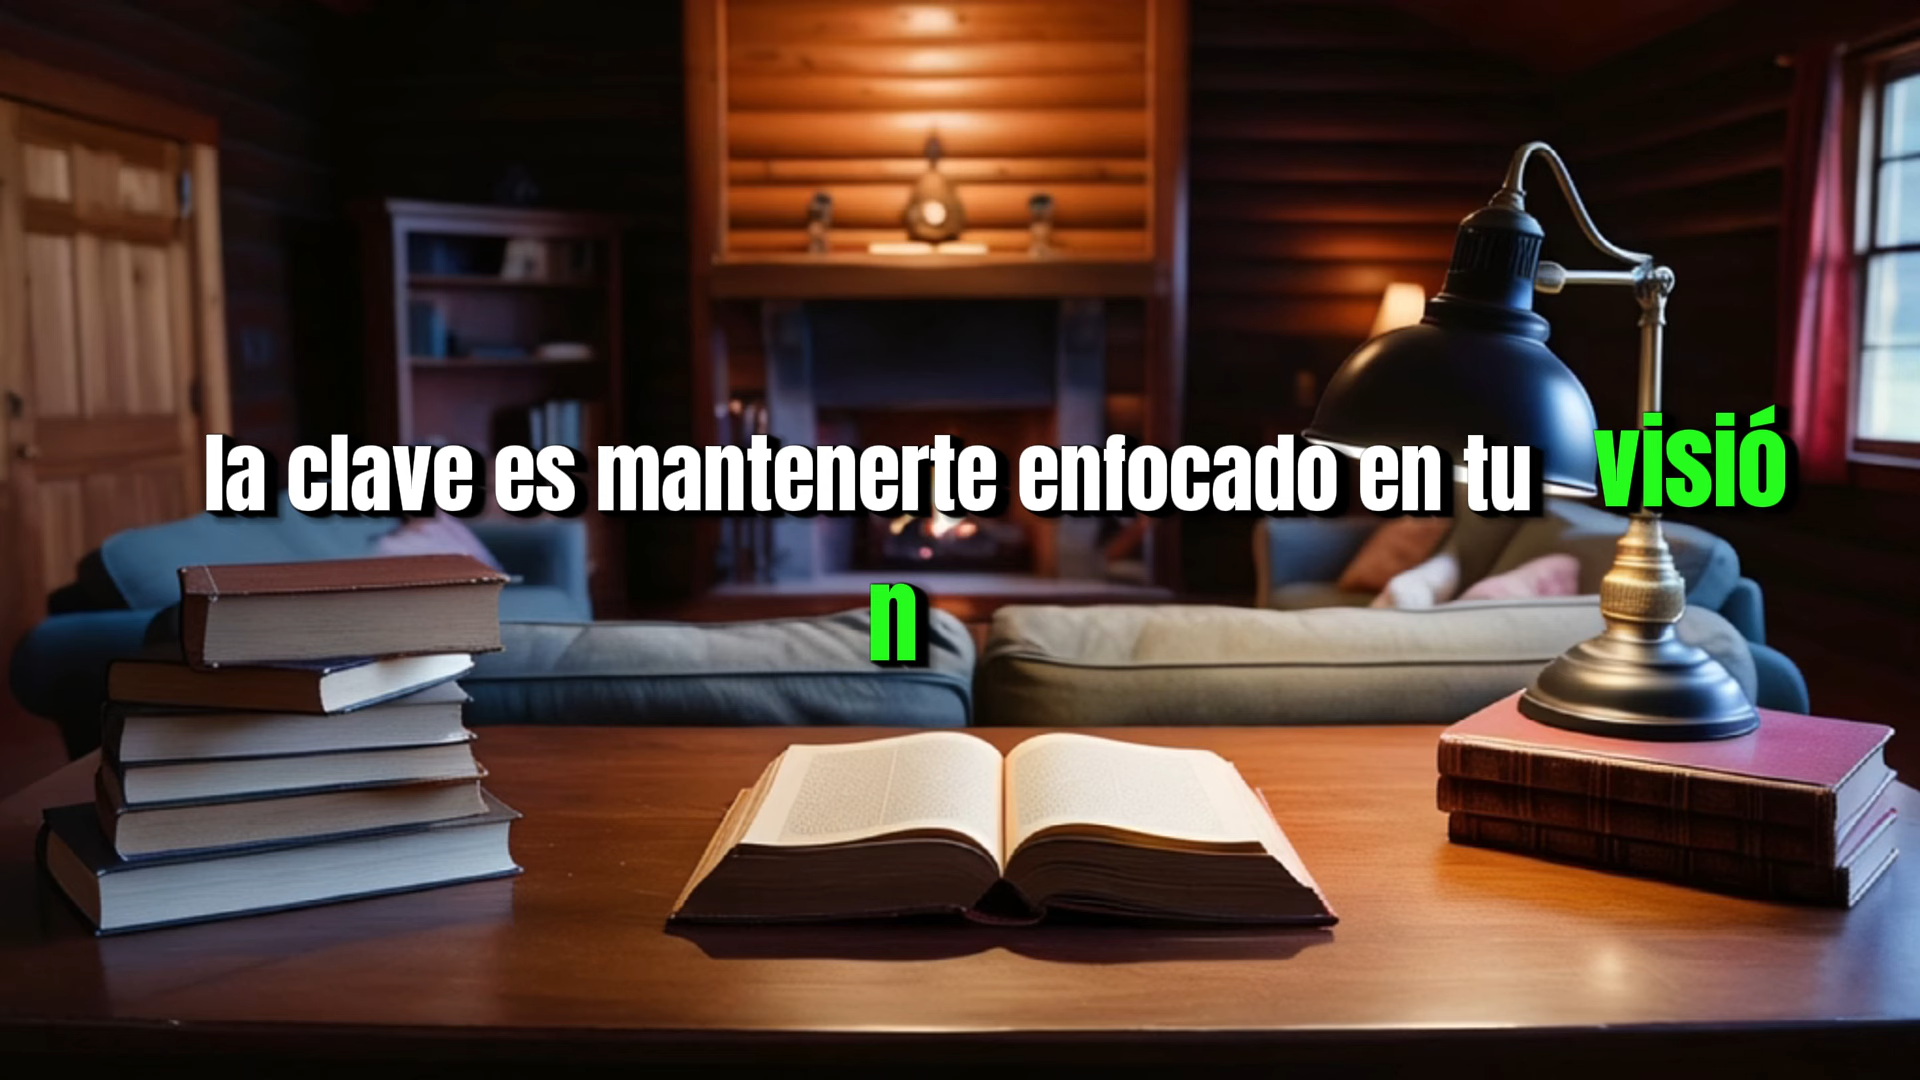 la clave es mantenerte enfocado en tu visió
n